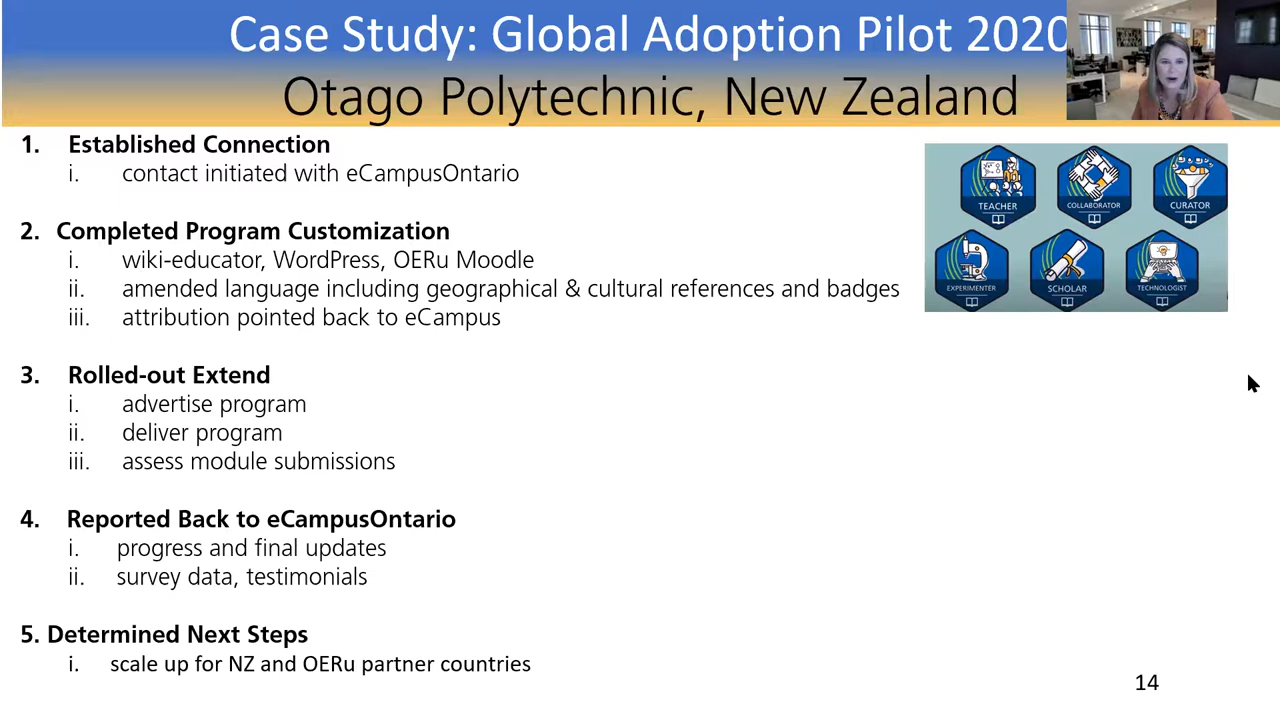 Case Study: Global Adoption Pilot 2020
Otago Polytechnic, New Zealand
1. Established Connection
i. contact initiated with eCampusOntario
2. Completed Program Customization
i. wiki-educator, WordPress, OERu Moodle
ii. amended language including geographical & cultural references and badges
iii. attribution pointed back to eCampus
3. Rolled-out Extend
i. advertise program
ii. deliver program
iii. assess module submissions
4. Reported Back to eCampusOntario
i. progress and final updates
ii. survey data, testimonials
5. Determined Next Steps
i. scale up for NZ and OERu partner countries
TEACHER COLLABORATOR CURATOR
EXPERIMENTER SCHOLAR TECHNOLOGIST
14